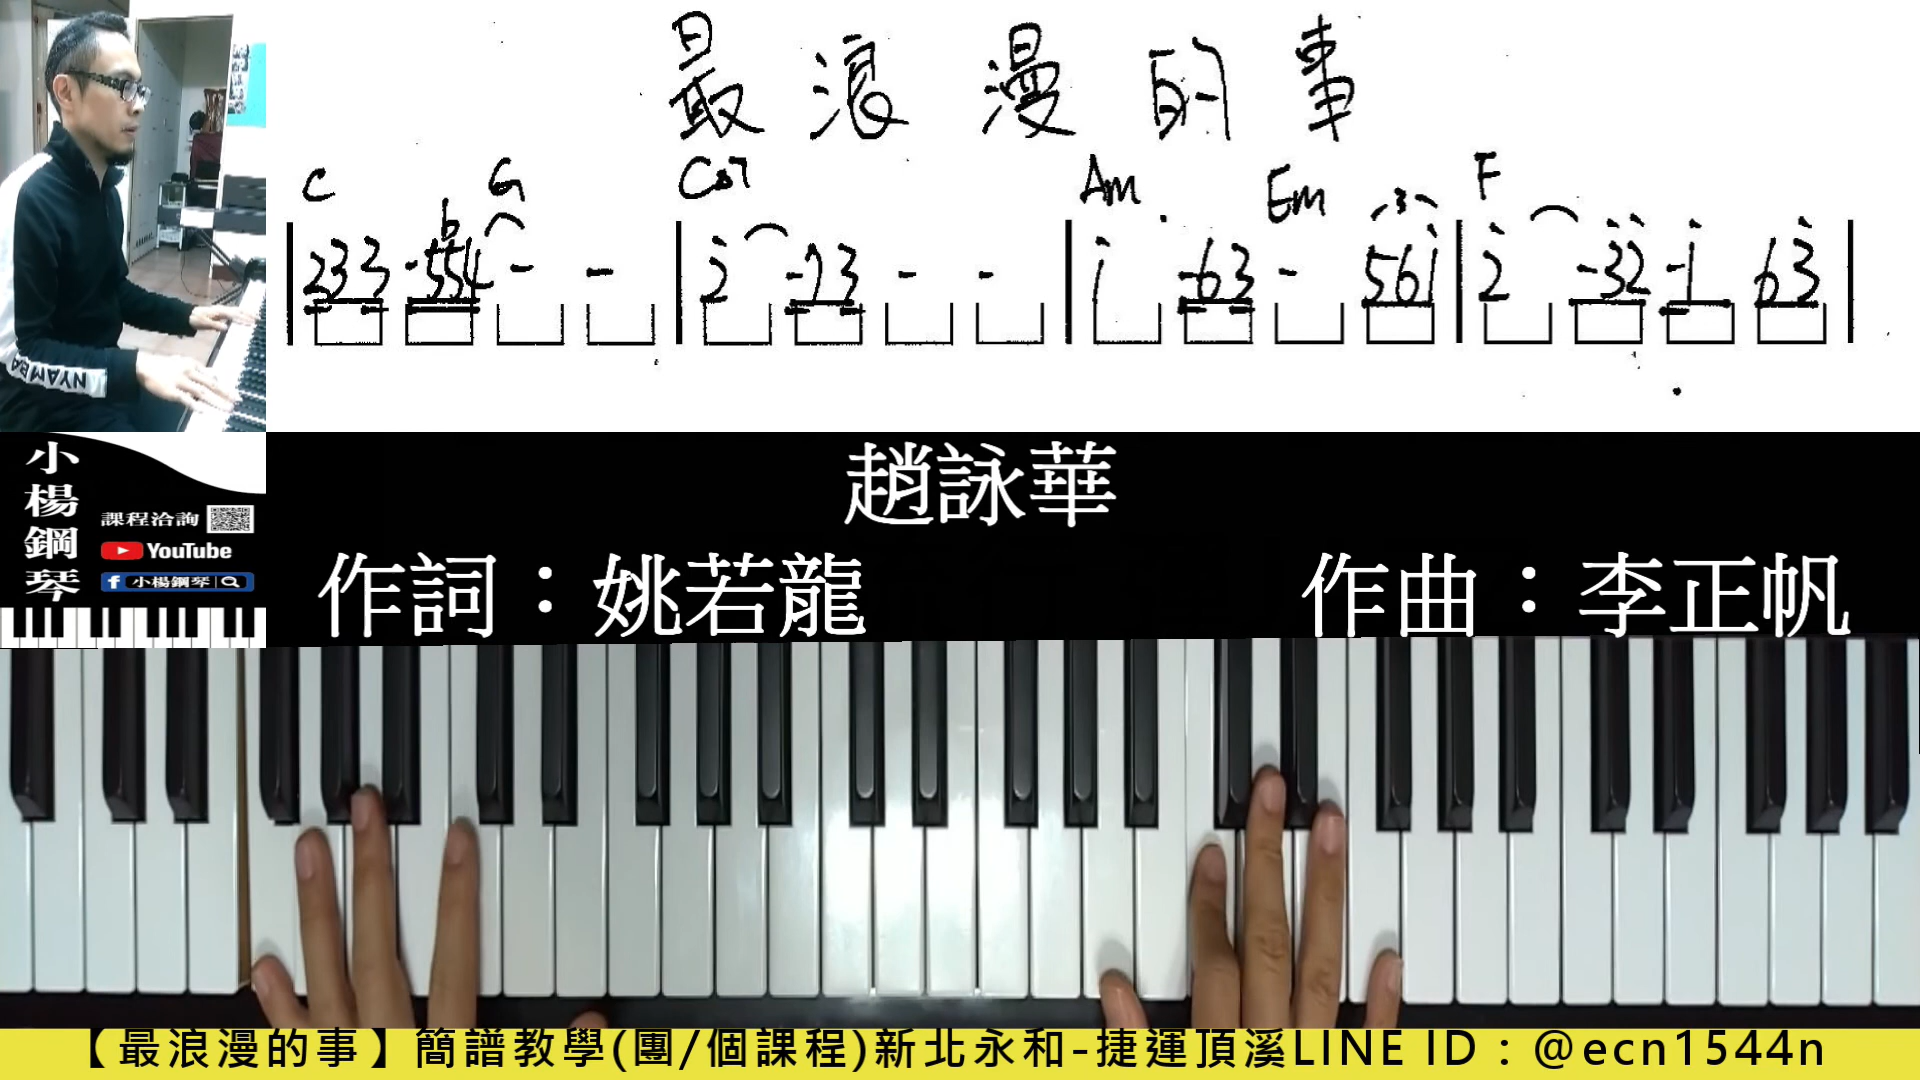 最浪漫的事
C G Am Em F
NYAMBA
小楊鋼琴
課程洽詢
YouTube
小楊鋼琴
趙詠華
作詞：姚若龍
作曲：李正帆
【最浪漫的事】簡譜教學(團/個課程)新北永和-捷運頂溪LINE ID：@ecn1544n